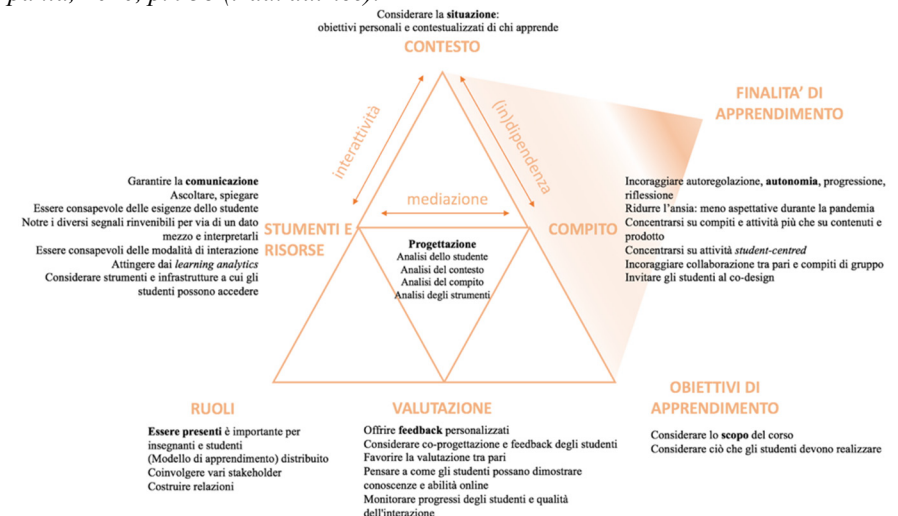 Considerare la situazione:
obiettivi personali e contestualizzati di chi apprende
CONTESTO
FINALITA' DI
APPRENDIMENTO
interattività
(in)dipendenza
mediazione
Garantire la comunicazione
Ascoltare, spiegare
Essere consapevole delle esigenze dello studente
Notre i diversi segnali rinvenibili per via di un dato
mezzo e interpretarli
Essere consapevoli delle modalità di interazione
Attingere dai learning analytics
Considerare strumenti e infrastrutture a cui gli
studenti possono accedere
STUMENTI E
RISORSE
Progettazione
Analisi dello studente
Analisi del contesto
Analisi del compito
Analisi degli strumenti
COMPITO
Incoraggiare autoregolazione, autonomia, progressione,
riflessione
Ridurre l'ansia: meno aspettative durante la pandemia
Concentrarsi su compiti e attività più che su contenuti e
prodotto
Concentrarsi su attività student-centred
Incoraggiare collaborazione tra pari e compiti di gruppo
Invitare gli studenti al co-design
RUOLI
Essere presenti è importante per
insegnanti e studenti
(Modello di apprendimento) distribuito
Coinvolgere vari stakeholder
Costruire relazioni
VALUTAZIONE
Offrire feedback personalizzati
Considerare co-progettazione e feedback degli studenti
Favorire la valutazione tra pari
Pensare a come gli studenti possano dimostrare
conoscenze e abilità online
Monitorare progressi degli studenti e qualità
dell'interazione
OBIETTIVI DI
APPRENDIMENTO
Considerare lo scopo del corso
Considerare ciò che gli studenti devono realizzare